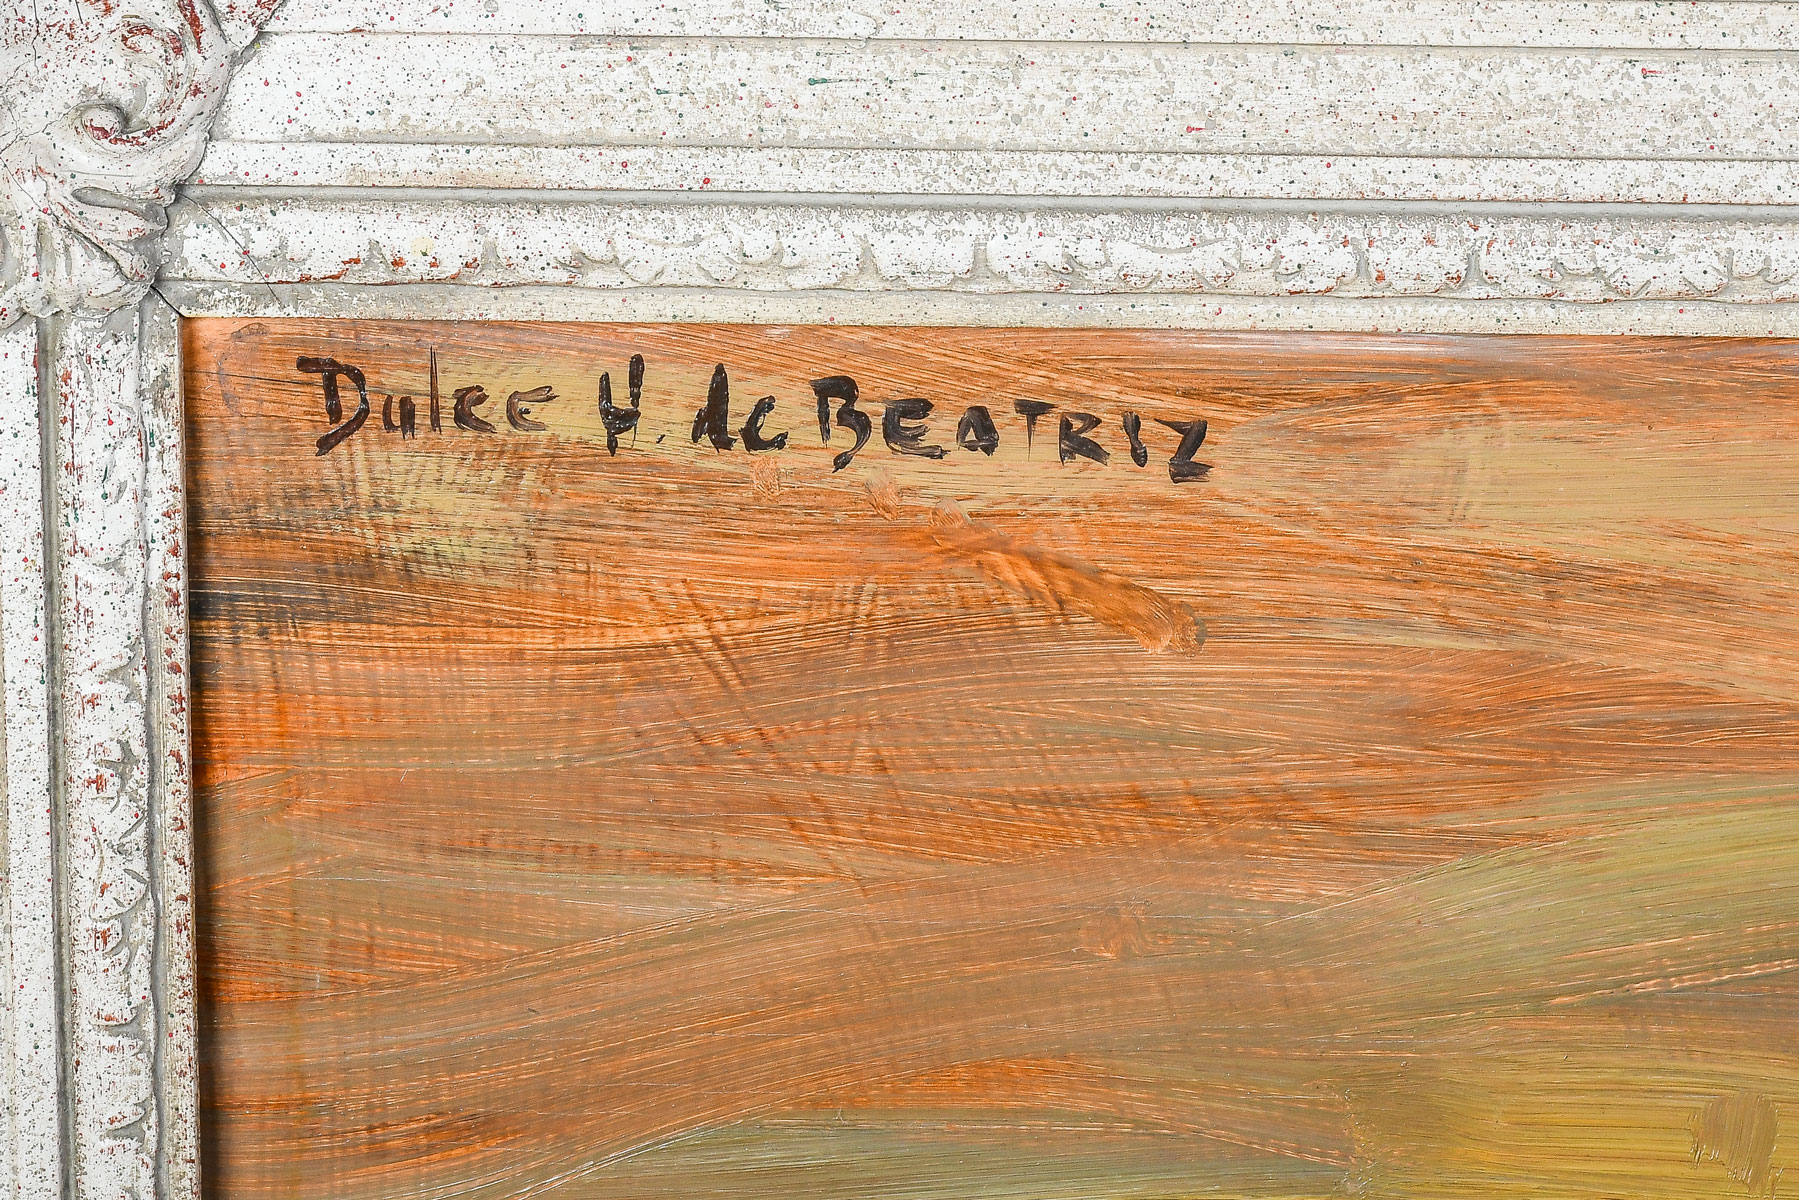 Dulce H. de BEATRIZ